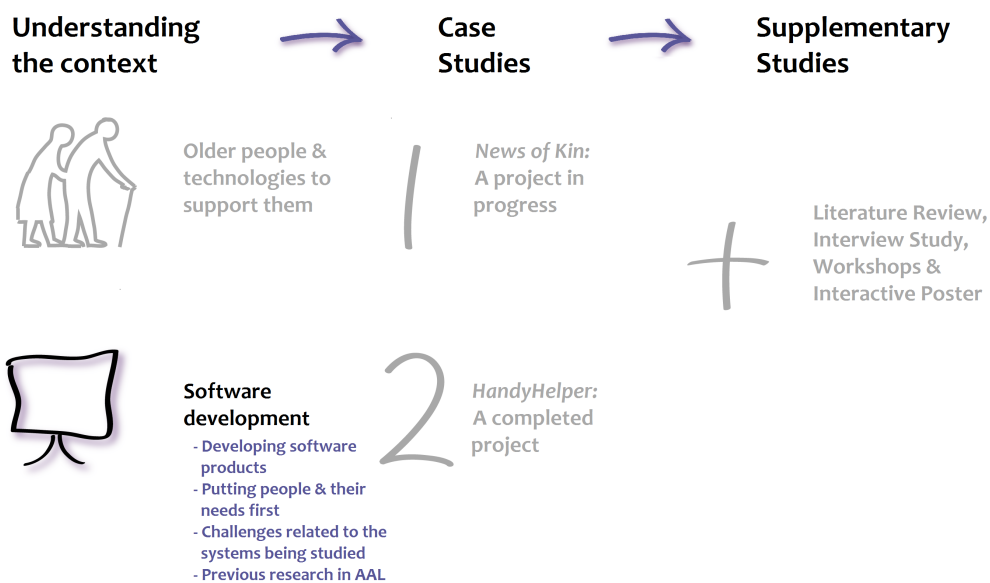 Understanding
the context
Case
Studies
Supplementary
Studies
Older people &
technologies to
support them
1
News of Kin:
A project in
progress
+
Literature Review,
Interview Study,
Workshops &
Interactive Poster
Software
development
- Developing software
products
- Putting people & their
needs first
- Challenges related to the
systems being studied
- Previous research in AAL
2
HandyHelper:
A completed
project